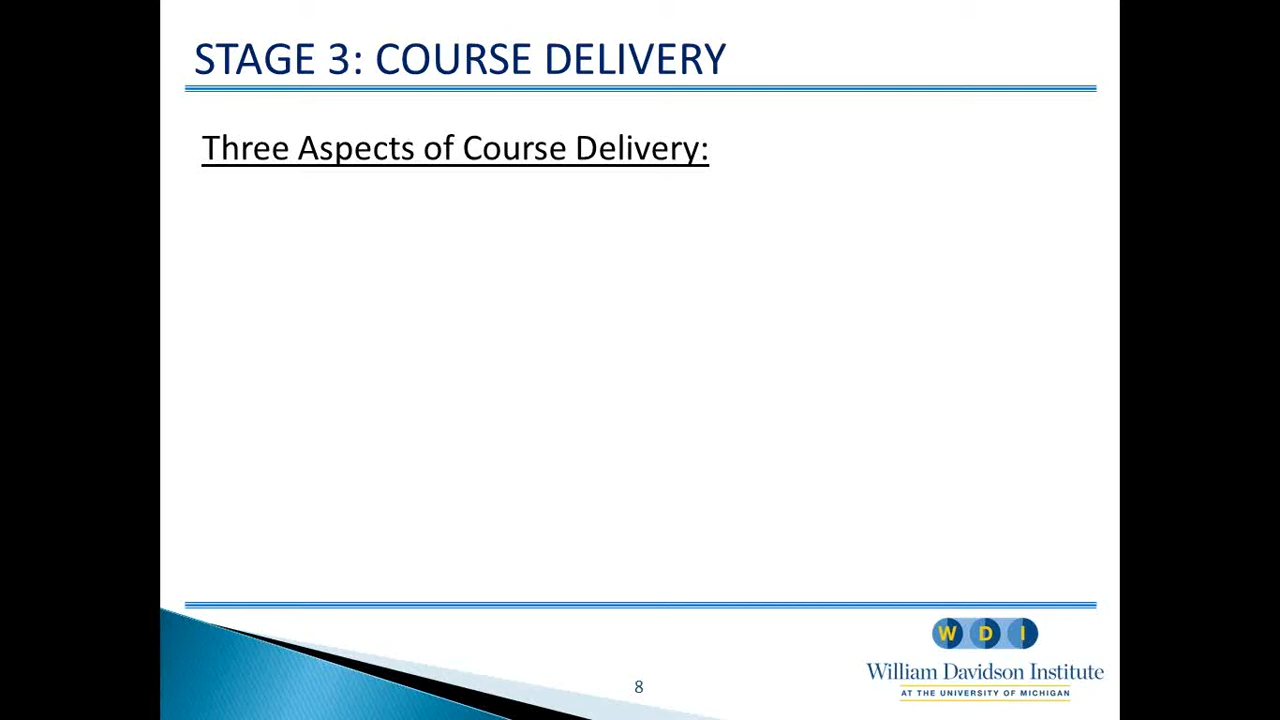 STAGE 3: COURSE DELIVERY
Three Aspects of Course Delivery:
W D I
William Davidson Institute
AT THE UNIVERSITY OF MICHIGAN
8